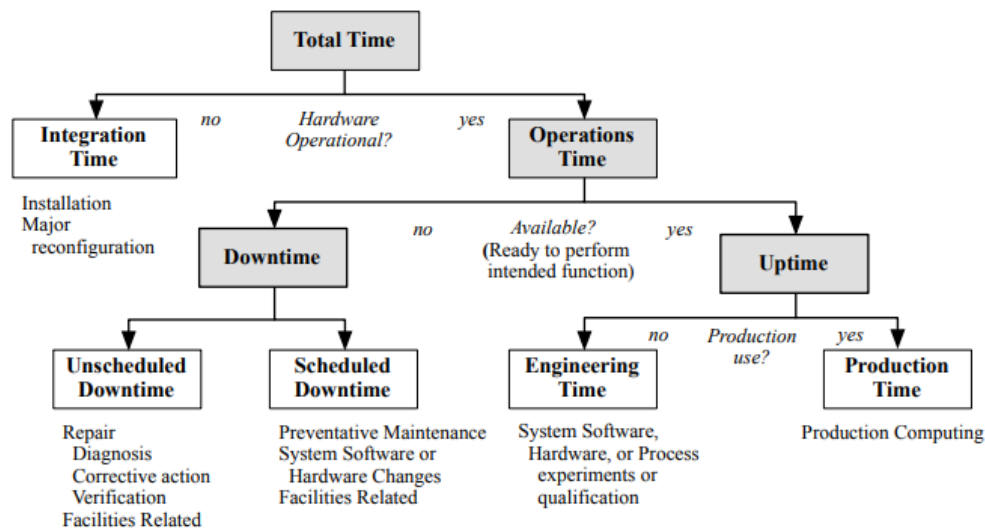 Total Time
no
Hardware
Operational?
yes
Integration
Time
Operations
Time
Installation
Major
reconfiguration
no
Available?
(Ready to perform
intended function)
yes
Downtime
Uptime
no
Production
use?
yes
Unscheduled
Downtime
Scheduled
Downtime
Engineering
Time
Production
Time
Repair
Diagnosis
Corrective action
Verification
Facilities Related
Preventative Maintenance
System Software or
Hardware Changes
Facilities Related
System Software,
Hardware, or Process
experiments or
qualification
Production Computing